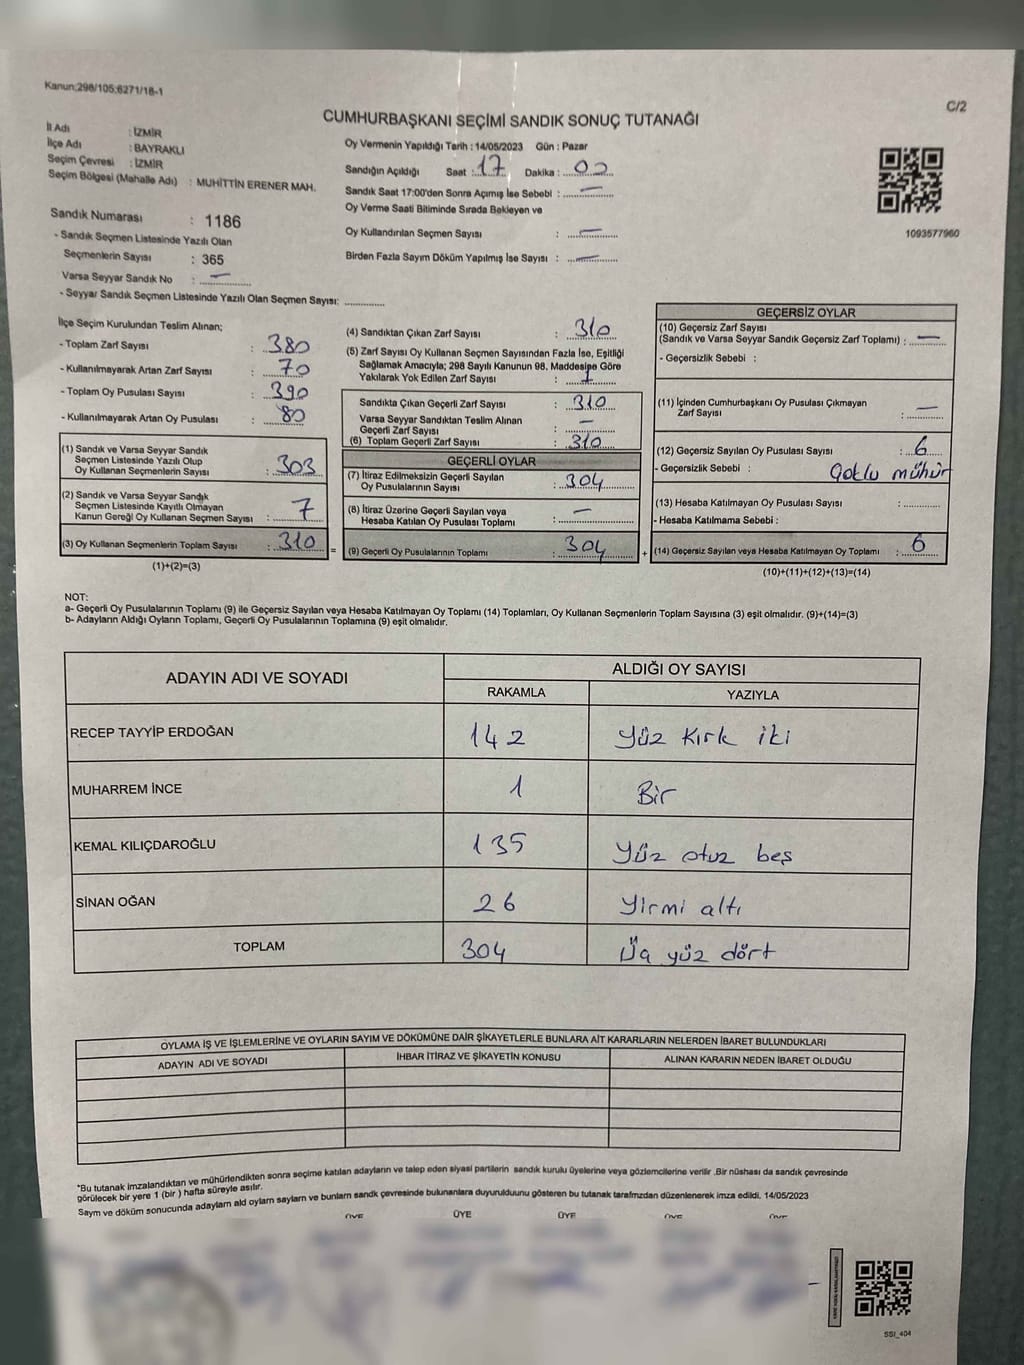 Kanun;298/105;6271/18-1
C/2
CUMHURBAŞKANI SEÇİMİ SANDIK SONUÇ TUTANAĞI
İl Adı : İZMİR
İlçe Adı : BAYRAKLI
Seçim Çevresi : İZMİR
Seçim Bölgesi (Mahalle Adı) : MUHİTTİN ERENER MAH.
Sandık Numarası : 1186
- Sandık Seçmen Listesinde Yazılı Olan
Seçmenlerin Sayısı : 365
Varsa Seyyar Sandık No : —
- Seyyar Sandık Seçmen Listesinde Yazılı Olan Seçmen Sayısı: ............
Oy Vermenin Yapıldığı Tarih : 14/05/2023 Gün : Pazar
Sandığın Açıldığı Saat : 17 Dakika : 00
Sandık Saat 17:00'den Sonra Açımış İse Sebebi : —
Oy Verme Saati Bitiminde Sırada Bekleyen ve
Oy Kullandırılan Seçmen Sayısı : —
Birden Fazla Sayım Döküm Yapılmış İse Sayısı : —
1093577960
İlçe Seçim Kurulundan Teslim Alınan;
- Toplam Zarf Sayısı : 380
- Kullanılmayarak Artan Zarf Sayısı : 70
- Toplam Oy Pusulası Sayısı : 390
- Kullanılmayarak Artan Oy Pusulası : 80
(1) Sandık ve Varsa Seyyar Sandık
Seçmen Listesinde Yazılı Olup
Oy Kullanan Seçmenlerin Sayısı : 303
(2) Sandık ve Varsa Seyyar Sandık
Seçmen Listesinde Kayıtlı Olmayan
Kanun Gereği Oy Kullanan Seçmen Sayısı : 7
(3) Oy Kullanan Seçmenlerin Toplam Sayısı : 310
(1)+(2)=(3)
=
(4) Sandıktan Çıkan Zarf Sayısı : 310
(5) Zarf Sayısı Oy Kullanan Seçmen Sayısından Fazla İse, Eşitliği
Sağlamak Amacıyla; 298 Sayılı Kanunun 98. Maddesine Göre
Yakılarak Yok Edilen Zarf Sayısı :
Sandıkta Çıkan Geçerli Zarf Sayısı : 310
Varsa Seyyar Sandıktan Teslim Alınan
Geçerli Zarf Sayısı : —
(6) Toplam Geçerli Zarf Sayısı : 310
GEÇERLİ OYLAR
(7) İtiraz Edilmeksizin Geçerli Sayılan
Oy Pusulalarının Sayısı : 304
(8) İtiraz Üzerine Geçerli Sayılan veya
Hesaba Katılan Oy Pusulası Toplamı : —
(9) Geçerli Oy Pusulalarının Toplamı : 304
+
GEÇERSİZ OYLAR
(10) Geçersiz Zarf Sayısı
(Sandık ve Varsa Seyyar Sandık Geçersiz Zarf Toplamı) : —
- Geçersizlik Sebebi :
(11) İçinden Cumhurbaşkanı Oy Pusulası Çıkmayan
Zarf Sayısı : —
(12) Geçersiz Sayılan Oy Pusulası Sayısı : 6
- Geçersizlik Sebebi : mühür
(13) Hesaba Katılmayan Oy Pusulası Sayısı : ..........
- Hesaba Katılmama Sebebi :
(14) Geçersiz Sayılan veya Hesaba Katılmayan Oy Toplamı : 6
(10)+(11)+(12)+(13)=(14)
NOT:
a- Geçerli Oy Pusulalarının Toplamı (9) ile Geçersiz Sayılan veya Hesaba Katılmayan Oy Toplamı (14) Toplamları, Oy Kullanan Seçmenlerin Toplam Sayısına (3) eşit olmalıdır. (9)+(14)=(3)
b- Adayların Aldığı Oyların Toplamı, Geçerli Oy Pusulalarının Toplamına (9) eşit olmalıdır.
ADAYIN ADI VE SOYADI
ALDIĞI OY SAYISI
RAKAMLA YAZIYLA
RECEP TAYYİP ERDOĞAN 142 Yüz Kırk iki
MUHARREM İNCE 1 Bir
KEMAL KILIÇDAROĞLU 135 Yüz otuz beş
SİNAN OĞAN 26 Yirmi altı
TOPLAM 304 yüz dört
OYLAMA İŞ VE İŞLEMLERİNE VE OYLARIN SAYIM VE DÖKÜMÜNE DAİR ŞİKAYETLERLE BUNLARA AİT KARARLARIN NELERDEN İBARET BULUNDUKLARI
ADAYIN ADI VE SOYADI İHBAR İTİRAZ VE ŞİKAYETİN KONUSU ALINAN KARARIN NEDEN İBARET OLDUĞU
*Bu tutanak imzalandıktan ve mühürlendikten sonra seçime katılan adayların ve talep eden siyasi partilerin sandık kurulu üyelerine veya gözlemcilerine verilir .Bir nüshası da sandık çevresinde
görülecek bir yere 1 (bir ) hafta süreyle asılır.
Sayım ve döküm sonucunda adayların ald oyların sayların ve bunların sandk çevresinde bulunanlara duyurulduunu gösteren bu tutanak tarafmzdan düzenlenerek imza edildi. 14/05/2023
ÜYE ÜYE ÜYE ÜYE ÜYE
SSI_404